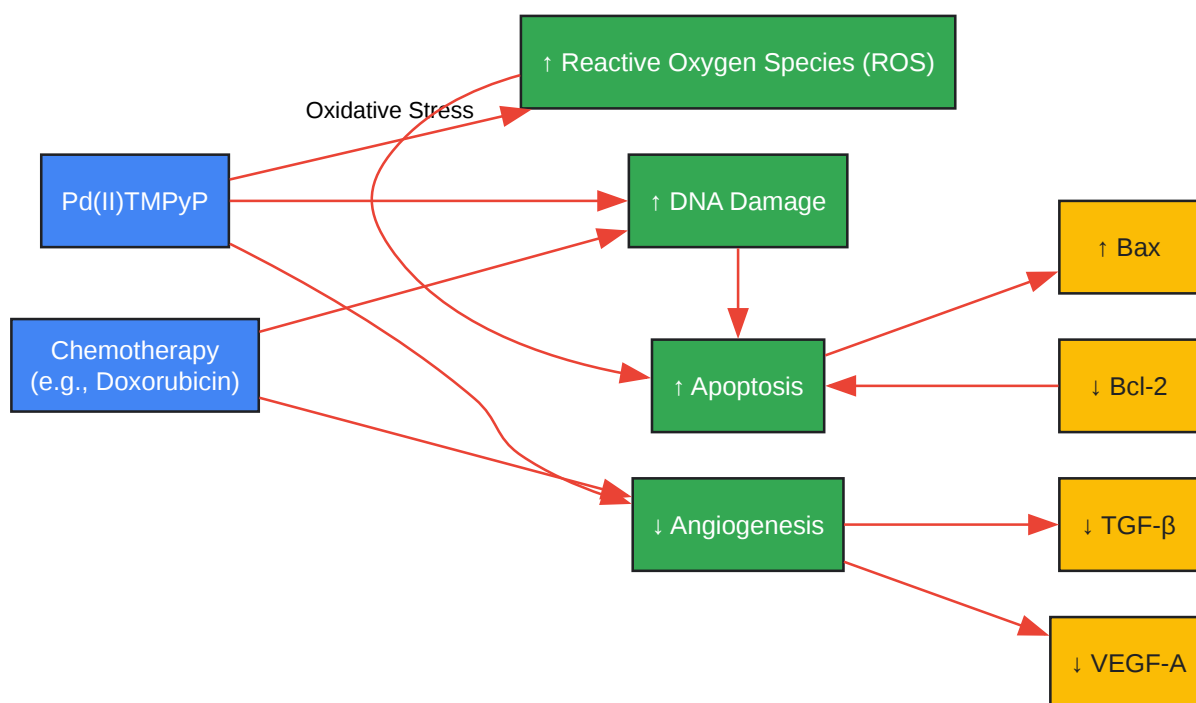 ↑ Reactive Oxygen Species (ROS)
Oxidative Stress
Pd(II)TMPyP
↑ DNA Damage
↑ Bax
Chemotherapy
(e.g., Doxorubicin)
↑ Apoptosis
↓ Bcl-2
↓ Angiogenesis
↓ TGF-β
↓ VEGF-A